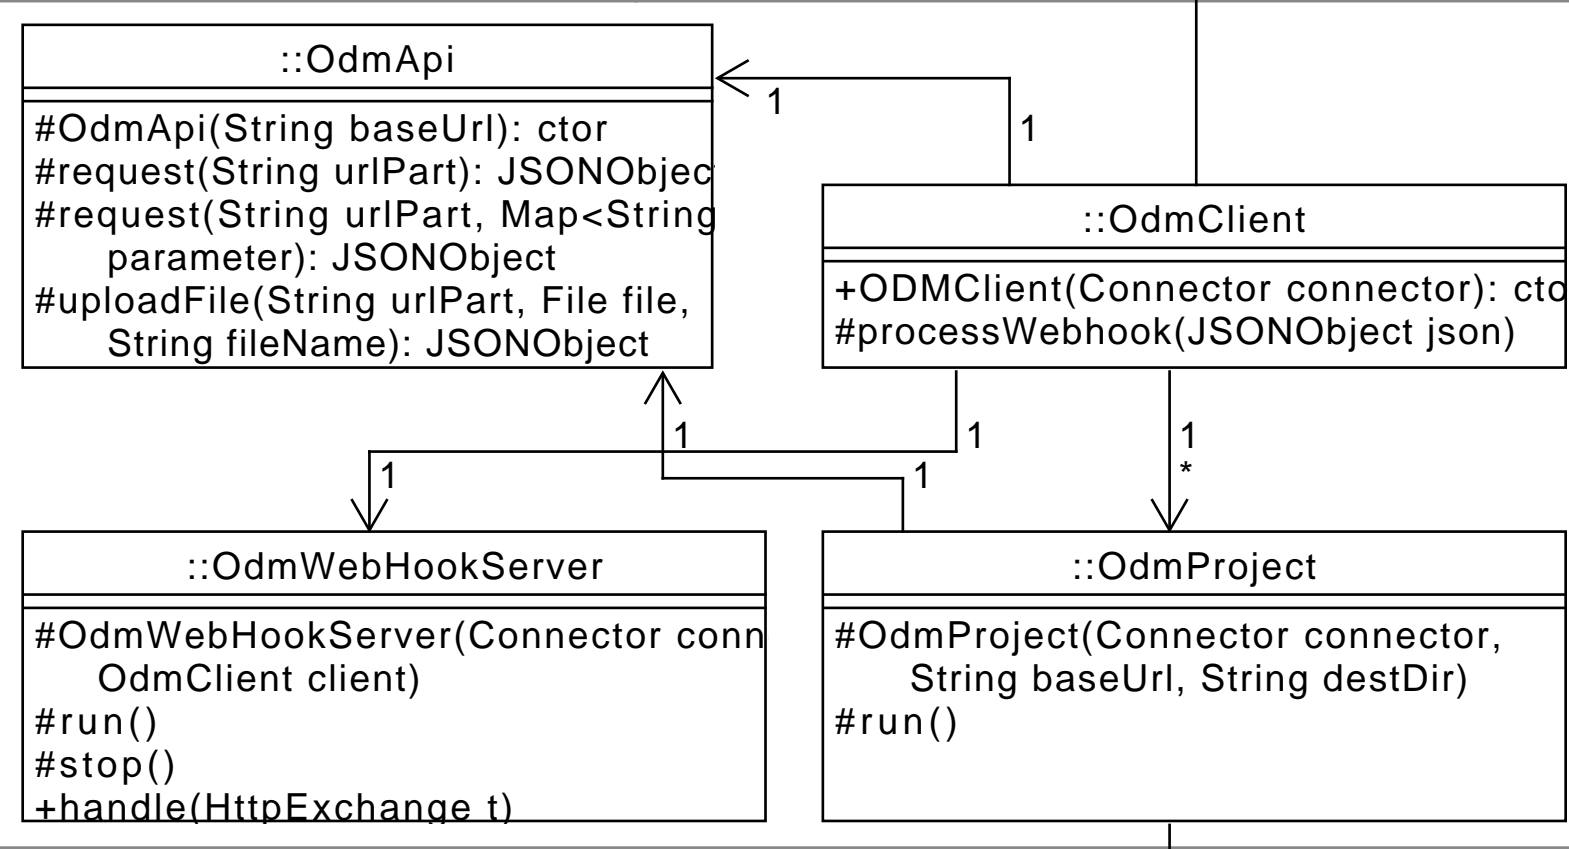 ::OdmApi
#OdmApi(String baseUrl): ctor
#request(String urlPart): JSONObjec
#request(String urlPart, Map<String
parameter): JSONObject
#uploadFile(String urlPart, File file,
String fileName): JSONObject
1
1
::OdmClient
+ODMClient(Connector connector): cto
#processWebhook(JSONObject json)
1
1
1
1
1
*
::OdmWebHookServer
#OdmWebHookServer(Connector conn
OdmClient client)
#run()
#stop()
+handle(HttpExchange t)
::OdmProject
#OdmProject(Connector connector,
String baseUrl, String destDir)
#run()